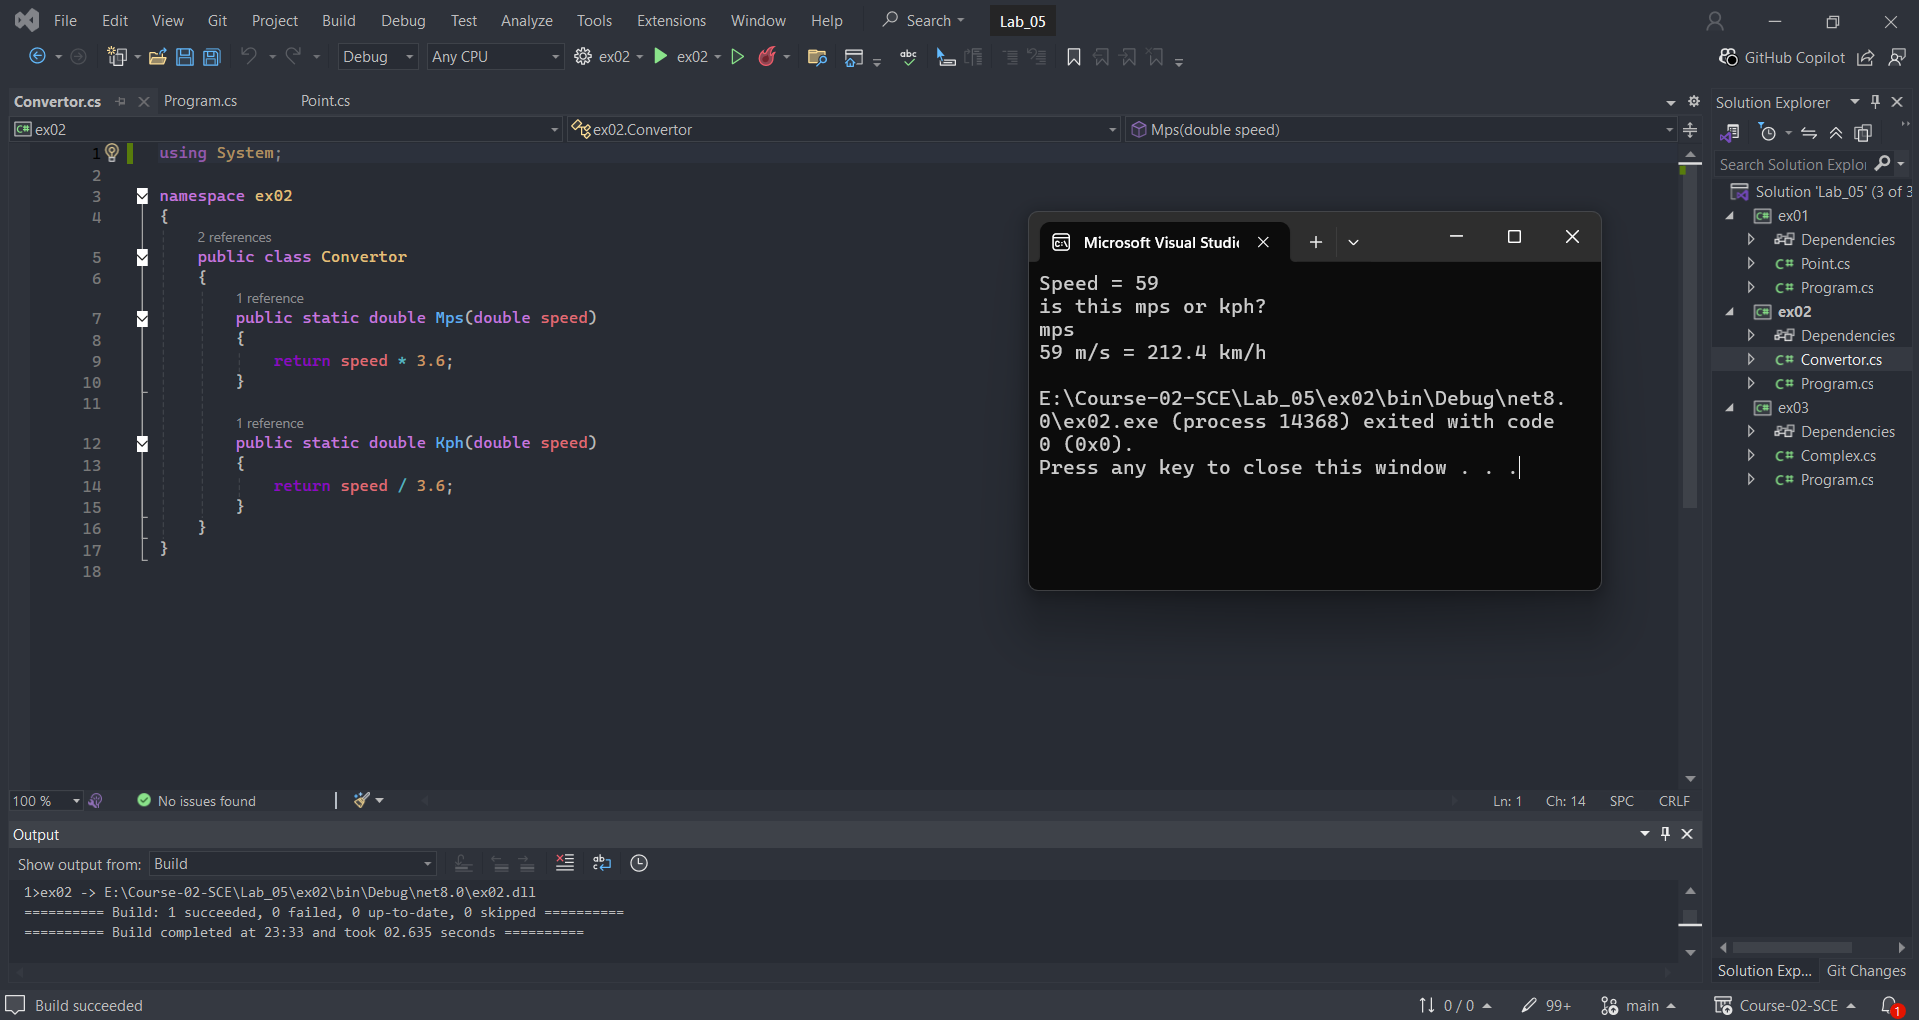 File Edit View Git Project Build Debug Test Analyze Tools Extensions Window Help Search Lab_05
Debug Any CPU ex02 ex02 abc GitHub Copilot
Convertor.cs Program.cs Point.cs
ex02 ex02.Convertor Mps(double speed)
1 using System;
2
3 namespace ex02
4 {
2 references
5 public class Convertor
6 {
1 reference
7 public static double Mps(double speed)
8 {
9 return speed * 3.6;
10 }
11
1 reference
12 public static double Kph(double speed)
13 {
14 return speed / 3.6;
15 }
16 }
17 }
18
Microsoft Visual Studi
Speed = 59
is this mps or kph?
mps
59 m/s = 212.4 km/h
E:\Course-02-SCE\Lab_05\ex02\bin\Debug\net8.
0\ex02.exe (process 14368) exited with code
0 (0x0).
Press any key to close this window . . .
Solution Explorer
Search Solution Explor
Solution 'Lab_05' (3 of 3
C# ex01
Dependencies
C# Point.cs
C# Program.cs
C# ex02
Dependencies
C# Convertor.cs
C# Program.cs
C# ex03
Dependencies
C# Complex.cs
C# Program.cs
Solution Exp... Git Changes
100 % No issues found Ln: 1 Ch: 14 SPC CRLF
Output
Show output from: Build
1>ex02 -> E:\Course-02-SCE\Lab_05\ex02\bin\Debug\net8.0\ex02.dll
========== Build: 1 succeeded, 0 failed, 0 up-to-date, 0 skipped ==========
========== Build completed at 23:33 and took 02.635 seconds ==========
Build succeeded 0 / 0 99+ main Course-02-SCE 1